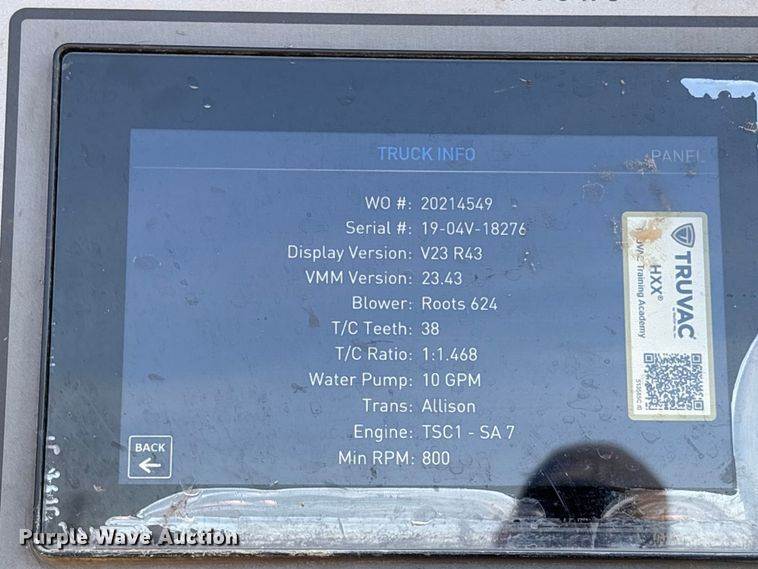 TRUCK INFO
PANEL
WO #: 20214549
Serial #: 19-04V-18276
Display Version: V23 R43
VMM Version: 23.43
Blower: Roots 624
T/C Teeth: 38
T/C Ratio: 1:1.468
Water Pump: 10 GPM
Trans: Allison
Engine: TSC1 - SA 7
Min RPM: 800
BACK
TRUVAC
HXX®
Training Academy
Purple Wave Auction